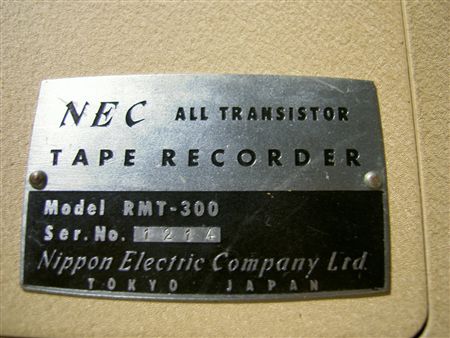 NEC ALL TRANSISTOR
TAPE RECORDER
Model RMT-300
Ser.No. 1214
Nippon Electric Company Ltd.
TOKYO JAPAN